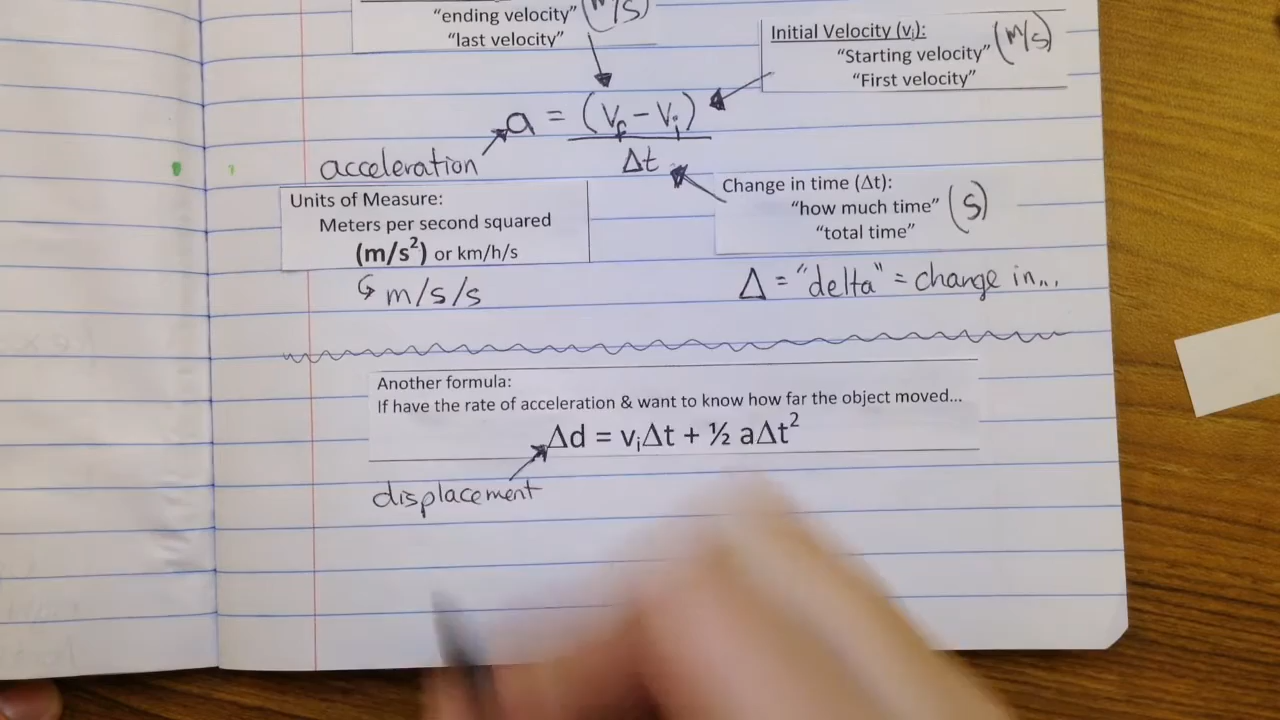 "ending velocity" (m/s)
"last velocity"
Initial Velocity (vᵢ): (m/s)
"Starting velocity"
"First velocity"
a = (Vf - Vi)
Δt
acceleration
Units of Measure:
Meters per second squared
(m/s²) or km/h/s
m/s/s
Change in time (Δt):
"how much time" (s)
"total time"
Δ = "delta" = change in...
Another formula:
If have the rate of acceleration & want to know how far the object moved...
Δd = vᵢΔt + ½ aΔt²
displacement